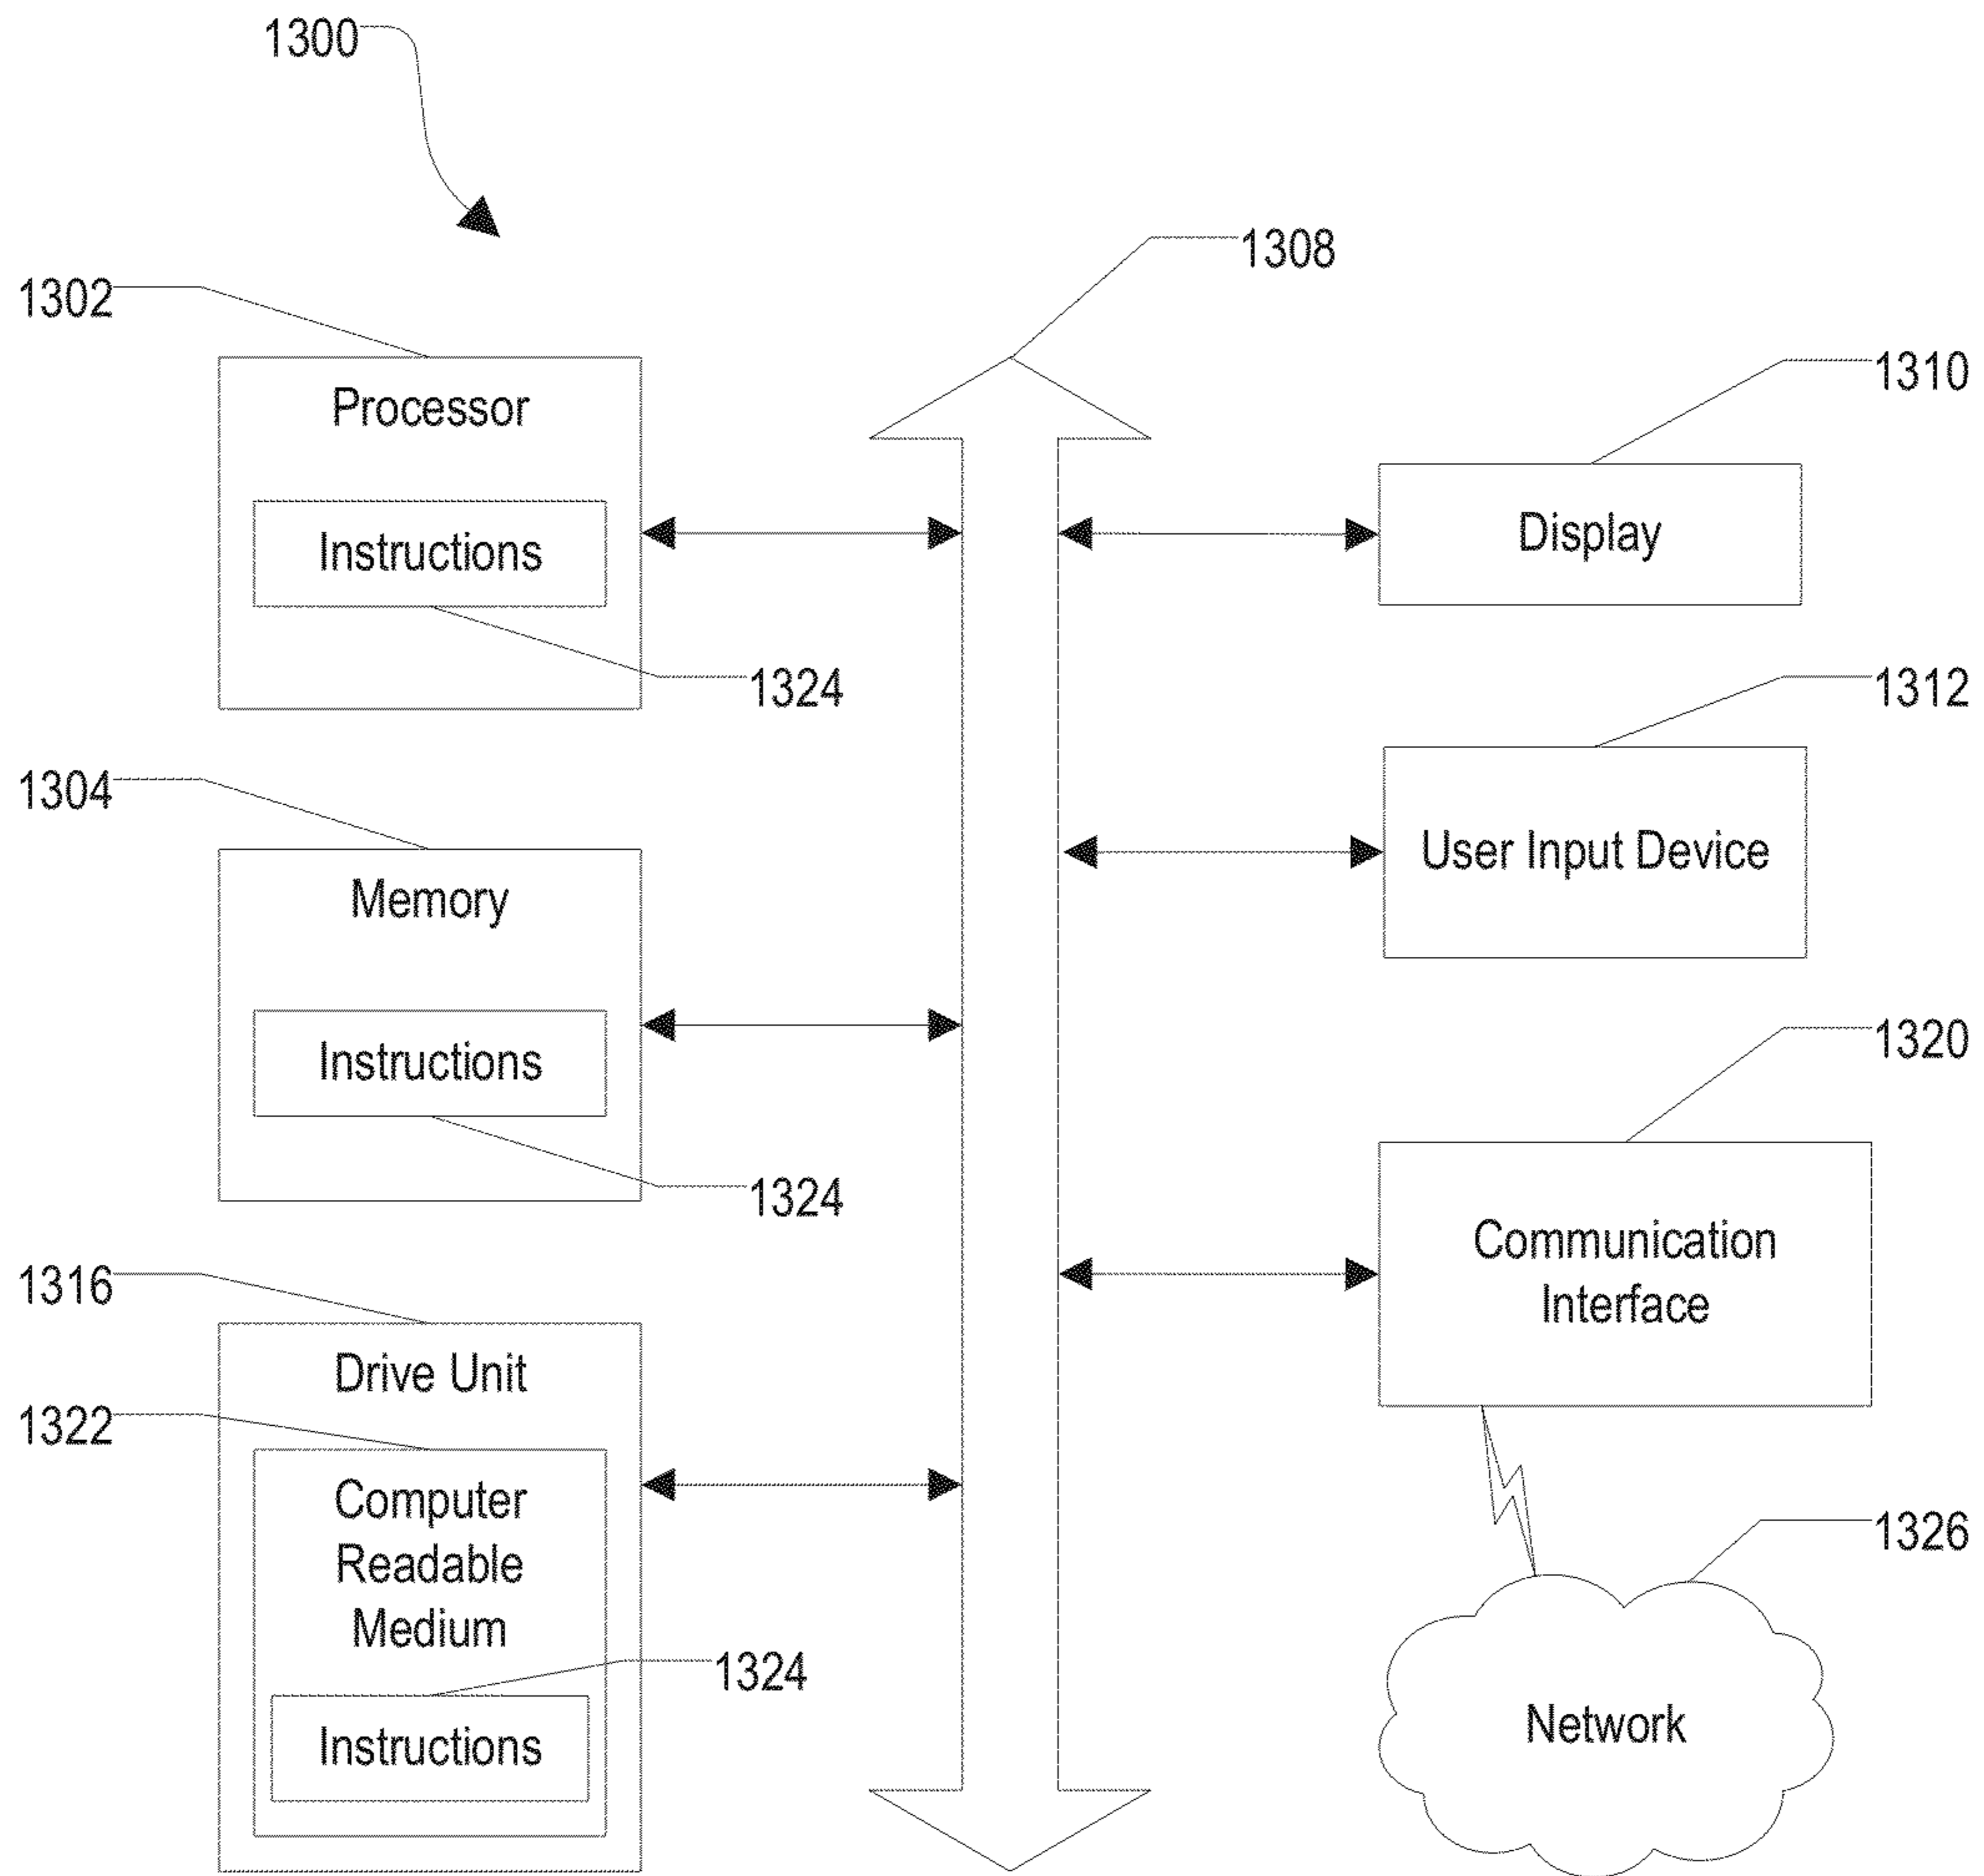 1300
1308
1302
1310
Processor
Instructions
Display
1324
1312
1304
User Input Device
Memory
1320
Instructions
1324
Communication
Interface
1316
Drive Unit
1322
Computer
Readable
Medium
1326
1324
Instructions
Network